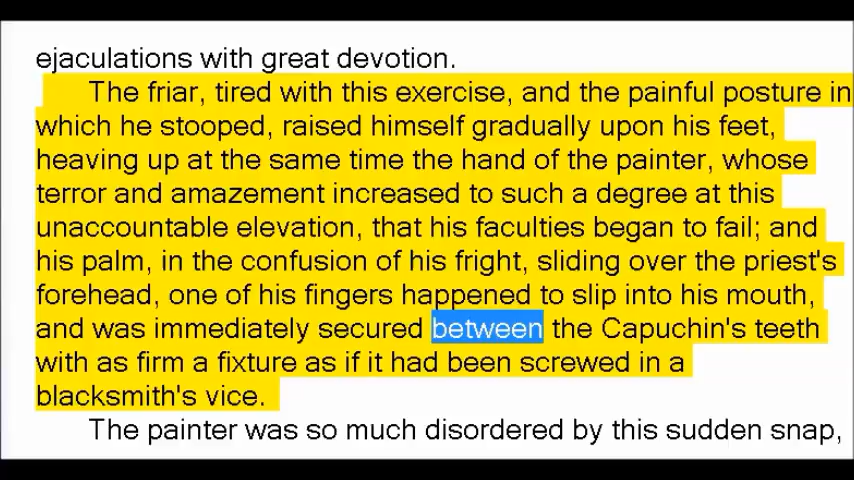 ejaculations with great devotion.
The friar, tired with this exercise, and the painful posture in
which he stooped, raised himself gradually upon his feet,
heaving up at the same time the hand of the painter, whose
terror and amazement increased to such a degree at this
unaccountable elevation, that his faculties began to fail; and
his palm, in the confusion of his fright, sliding over the priest's
forehead, one of his fingers happened to slip into his mouth,
and was immediately secured between the Capuchin's teeth
with as firm a fixture as if it had been screwed in a
blacksmith's vice.
The painter was so much disordered by this sudden snap,